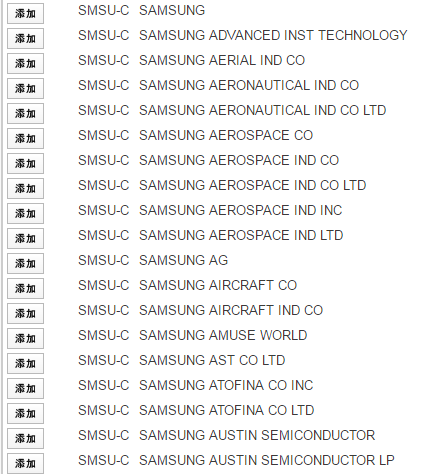 添加 SMSU-C SAMSUNG
添加 SMSU-C SAMSUNG ADVANCED INST TECHNOLOGY
添加 SMSU-C SAMSUNG AERIAL IND CO
添加 SMSU-C SAMSUNG AERONAUTICAL IND CO
添加 SMSU-C SAMSUNG AERONAUTICAL IND CO LTD
添加 SMSU-C SAMSUNG AEROSPACE CO
添加 SMSU-C SAMSUNG AEROSPACE IND CO
添加 SMSU-C SAMSUNG AEROSPACE IND CO LTD
添加 SMSU-C SAMSUNG AEROSPACE IND INC
添加 SMSU-C SAMSUNG AEROSPACE IND LTD
添加 SMSU-C SAMSUNG AG
添加 SMSU-C SAMSUNG AIRCRAFT CO
添加 SMSU-C SAMSUNG AIRCRAFT IND CO
添加 SMSU-C SAMSUNG AMUSE WORLD
添加 SMSU-C SAMSUNG AST CO LTD
添加 SMSU-C SAMSUNG ATOFINA CO INC
添加 SMSU-C SAMSUNG ATOFINA CO LTD
添加 SMSU-C SAMSUNG AUSTIN SEMICONDUCTOR
添加 SMSU-C SAMSUNG AUSTIN SEMICONDUCTOR LP